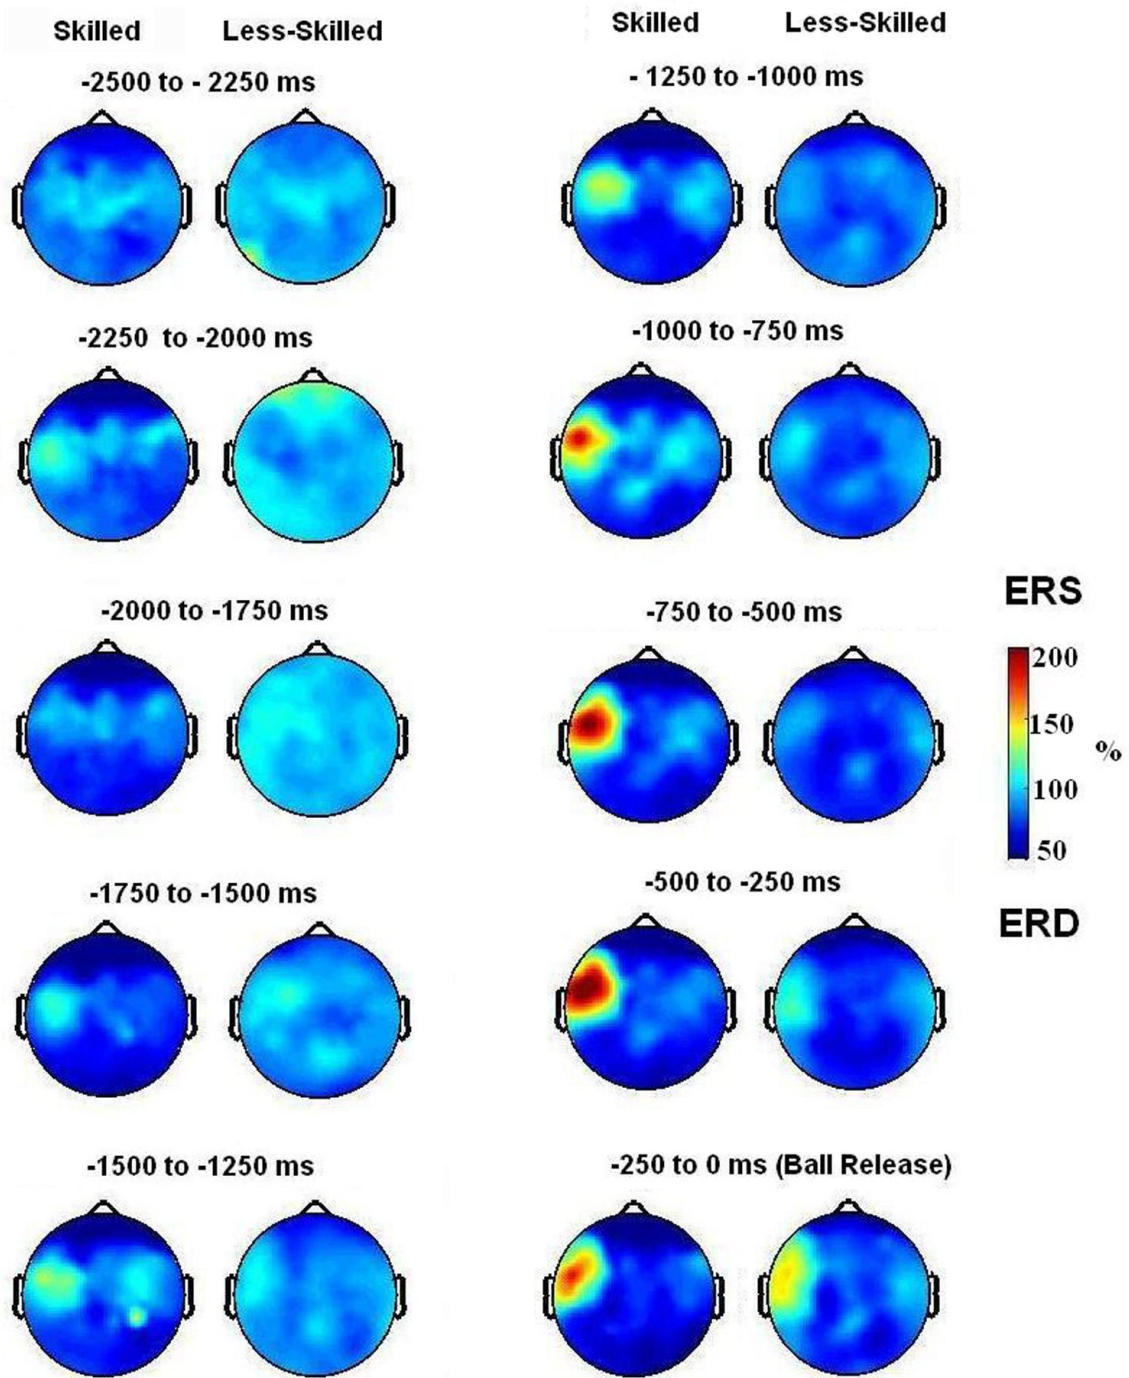 Skilled Less-Skilled
-2500 to - 2250 ms
-2250 to -2000 ms
-2000 to -1750 ms
-1750 to -1500 ms
-1500 to -1250 ms
Skilled Less-Skilled
- 1250 to -1000 ms
-1000 to -750 ms
-750 to -500 ms
-500 to -250 ms
-250 to 0 ms (Ball Release)
ERS
200
150
%
100
50
ERD